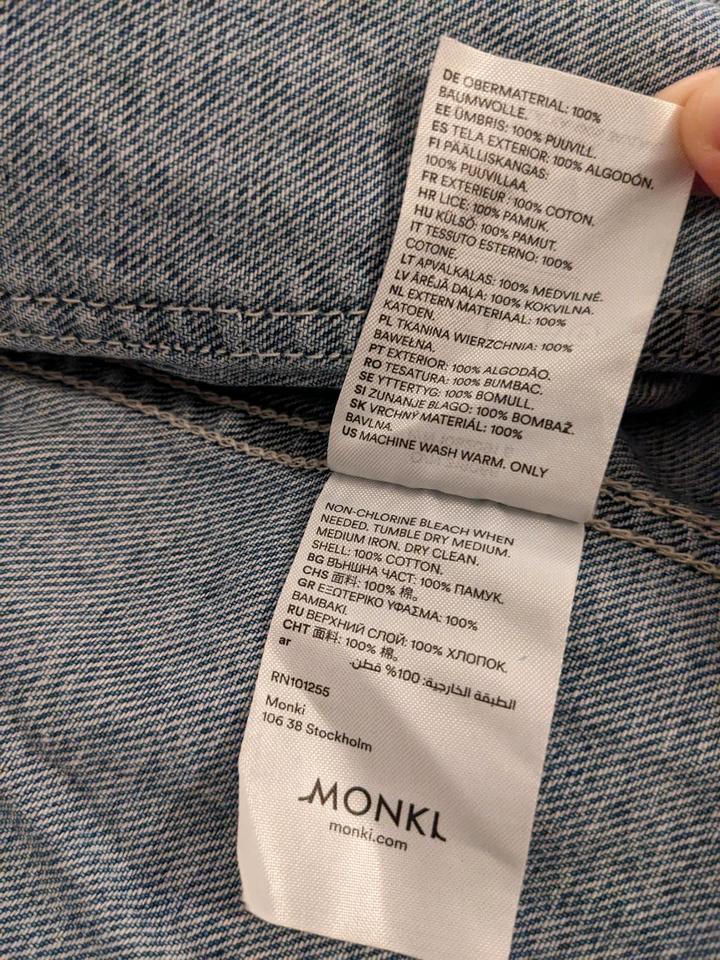 DE OBERMATERIAL: 100%
BAUMWOLLE.
EE ÜMBRIS: 100% PUUVILL.
ES TELA EXTERIOR: 100% ALGODÓN.
FI PÄÄLLISKANGAS:
100% PUUVILLAA.
FR EXTERIEUR : 100% COTON.
HR LICE: 100% PAMUK.
HU KÜLSŐ: 100% PAMUT.
IT TESSUTO ESTERNO: 100%
COTONE.
LT APVALKALAS: 100% MEDVILNĖ.
LV ĀRĒJĀ DAĻA: 100% KOKVILNA.
NL EXTERN MATERIAAL: 100%
KATOEN.
PL TKANINA WIERZCHNIA: 100%
BAWEŁNA.
PT EXTERIOR: 100% ALGODÃO.
RO TESATURA: 100% BUMBAC.
SE YTTERTYG: 100% BOMULL.
SI ZUNANJE BLAGO: 100% BOMBAŽ.
SK VRCHNÝ MATERIÁL: 100%
BAVLNA.
US MACHINE WASH WARM. ONLY
NON-CHLORINE BLEACH WHEN
NEEDED. TUMBLE DRY MEDIUM.
MEDIUM IRON. DRY CLEAN.
SHELL: 100% COTTON.
BG ВЪНШНА ЧАСТ: 100% ПАМУК.
CHS 面料: 100% 棉。
GR ΕΞΩΤΕΡΙΚΟ ΥΦΑΣΜΑ: 100%
ΒΑΜΒΑΚΙ.
RU ВЕРХНИЙ СЛОЙ: 100% ХЛОПОК.
CHT 面料: 100% 棉。
ar
الطبقة الخارجية: 100% قطن.
RN101255
Monki
106 38 Stockholm
MONKI
monki.com